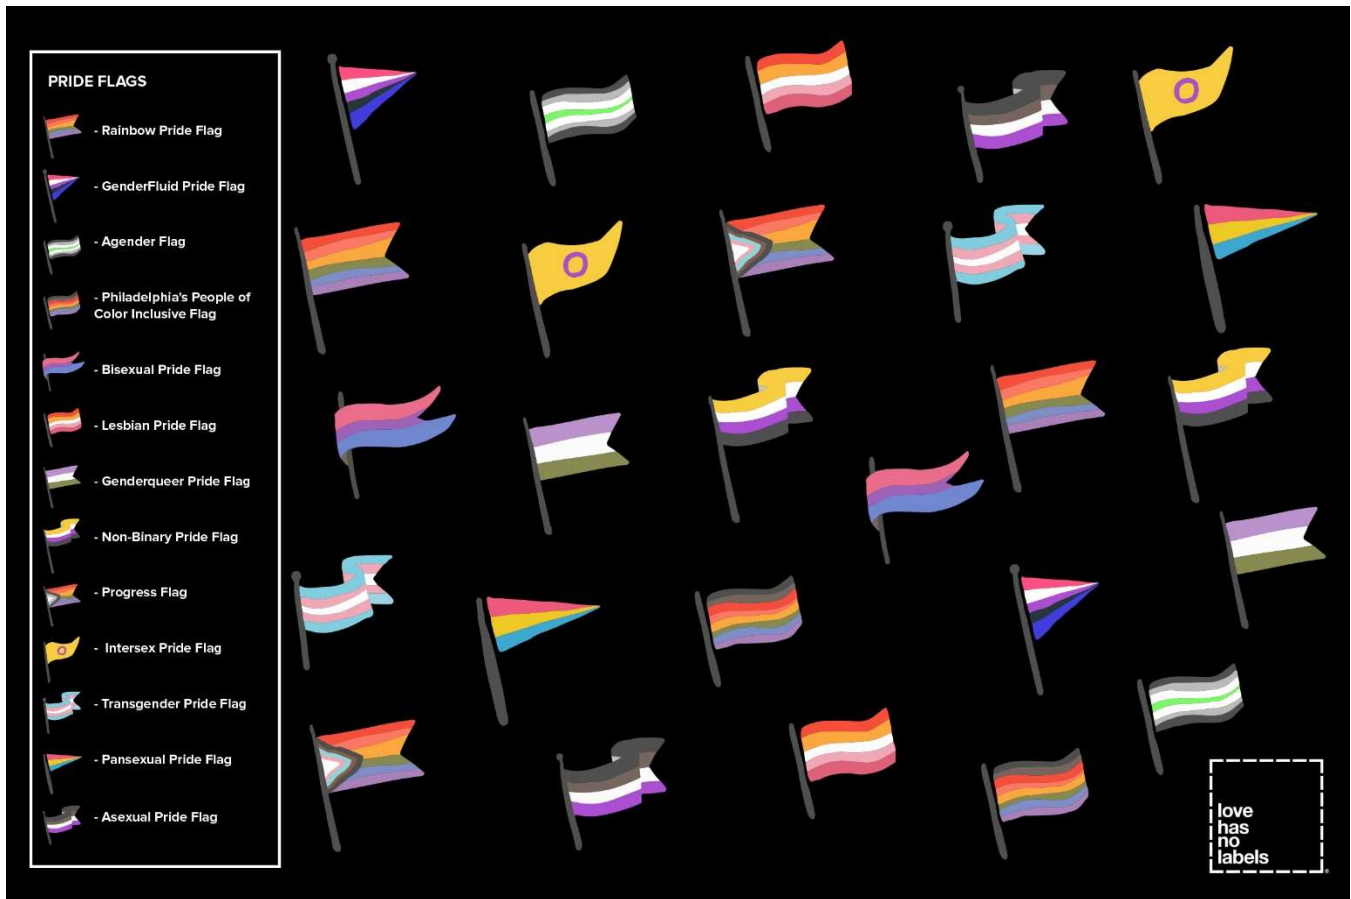 PRIDE FLAGS
- Rainbow Pride Flag
- GenderFluid Pride Flag
- Agender Flag
- Philadelphia's People of
Color Inclusive Flag
- Bisexual Pride Flag
- Lesbian Pride Flag
- Genderqueer Pride Flag
- Non-Binary Pride Flag
- Progress Flag
- Intersex Pride Flag
- Transgender Pride Flag
- Pansexual Pride Flag
- Asexual Pride Flag
love
has
no
labels
®